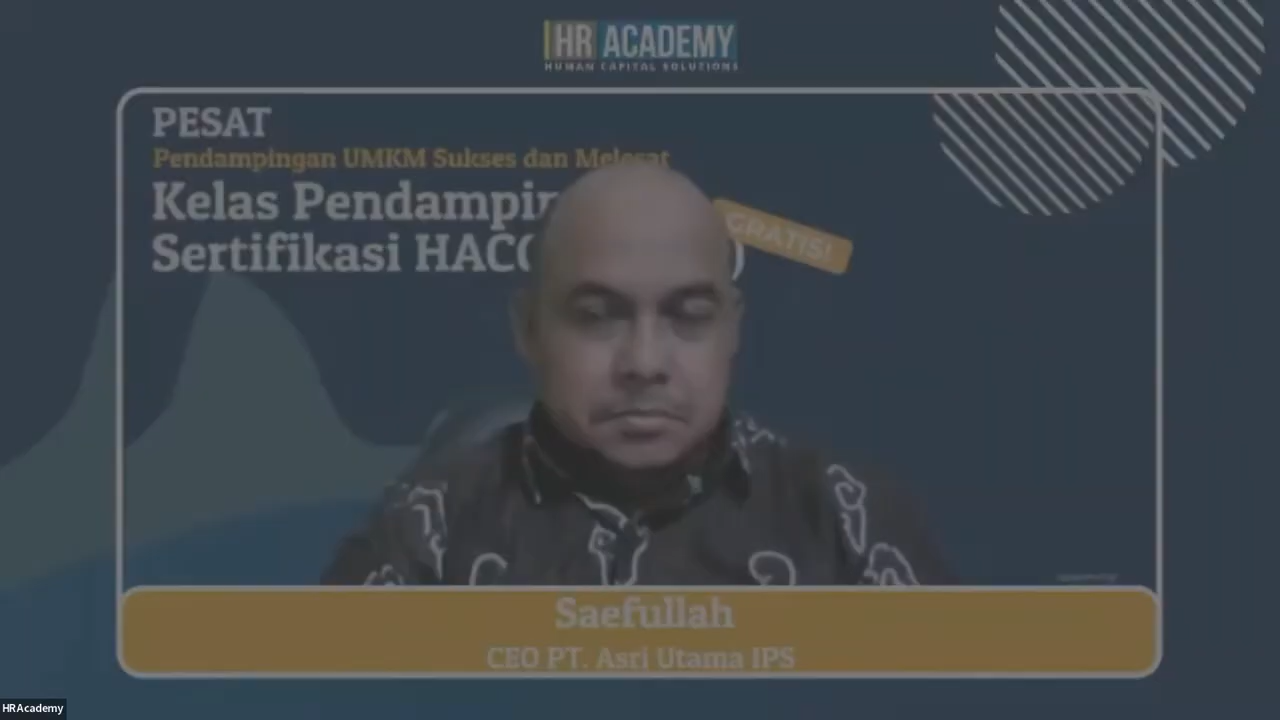 HR ACADEMY
HUMAN CAPITAL SOLUTIONS
PESAT
Pendampingan UMKM Sukses dan Melesat
Kelas Pendampin
GRATIS!
Sertifikasi HACC )
Saefullah
CEO PT. Asri Utama IPS
HRAcademy